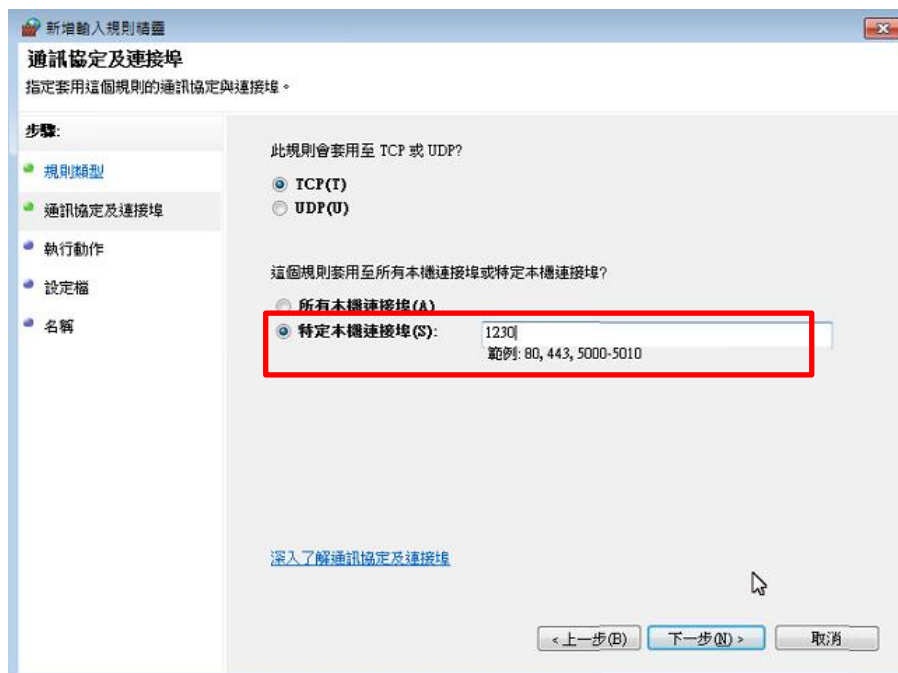 新增輸入規則精靈
通訊協定及連接埠
指定套用這個規則的通訊協定與連接埠。
步驟:
規則類型
通訊協定及連接埠
執行動作
設定檔
名稱
此規則會套用至 TCP 或 UDP?
TCP(T)
UDP(U)
這個規則套用至所有本機連接埠或特定本機連接埠?
所有本機連接埠(A)
特定本機連接埠(S): 1230
範例: 80, 443, 5000-5010
深入了解通訊協定及連接埠
<上一步(B) 下一步(N) > 取消